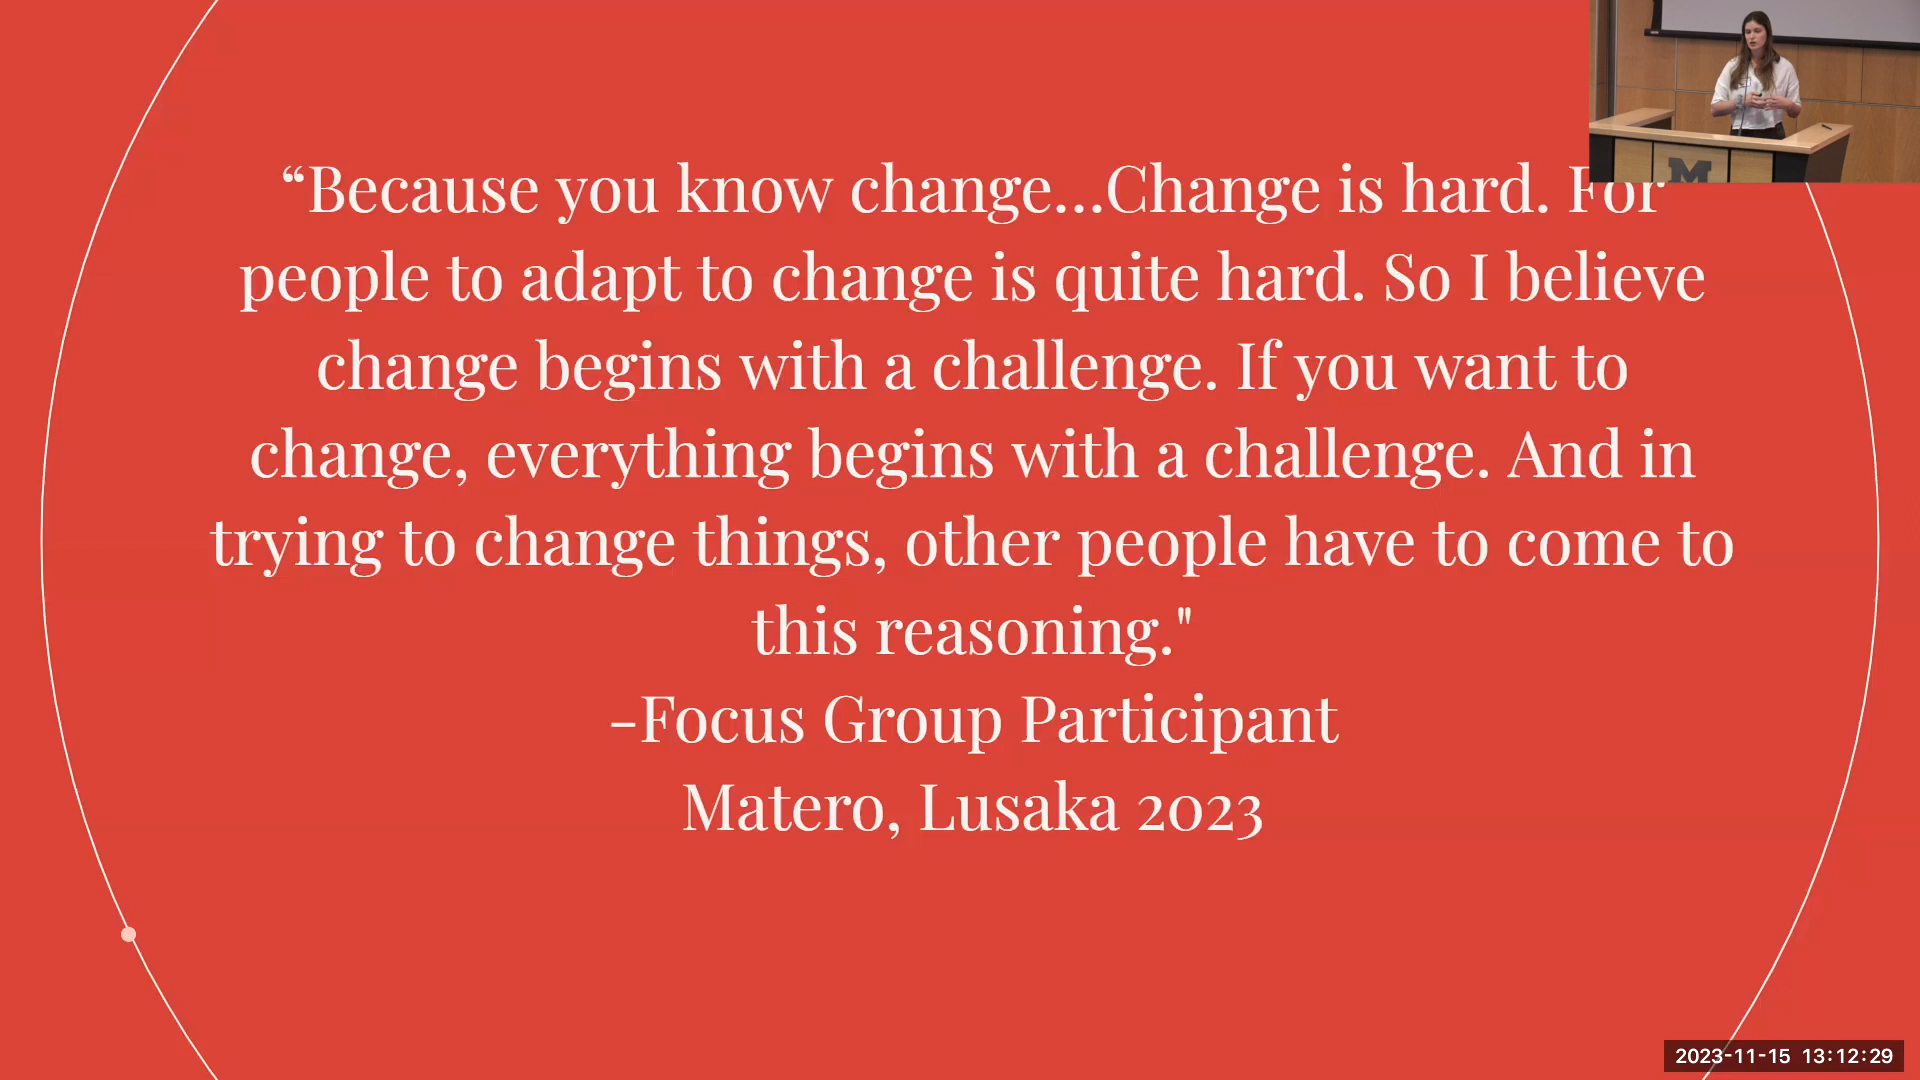 “Because you know change...Change is hard. For
people to adapt to change is quite hard. So I believe
change begins with a challenge. If you want to
change, everything begins with a challenge. And in
trying to change things, other people have to come to
this reasoning."
-Focus Group Participant
Matero, Lusaka 2023
M
2023-11-15 13:12:29